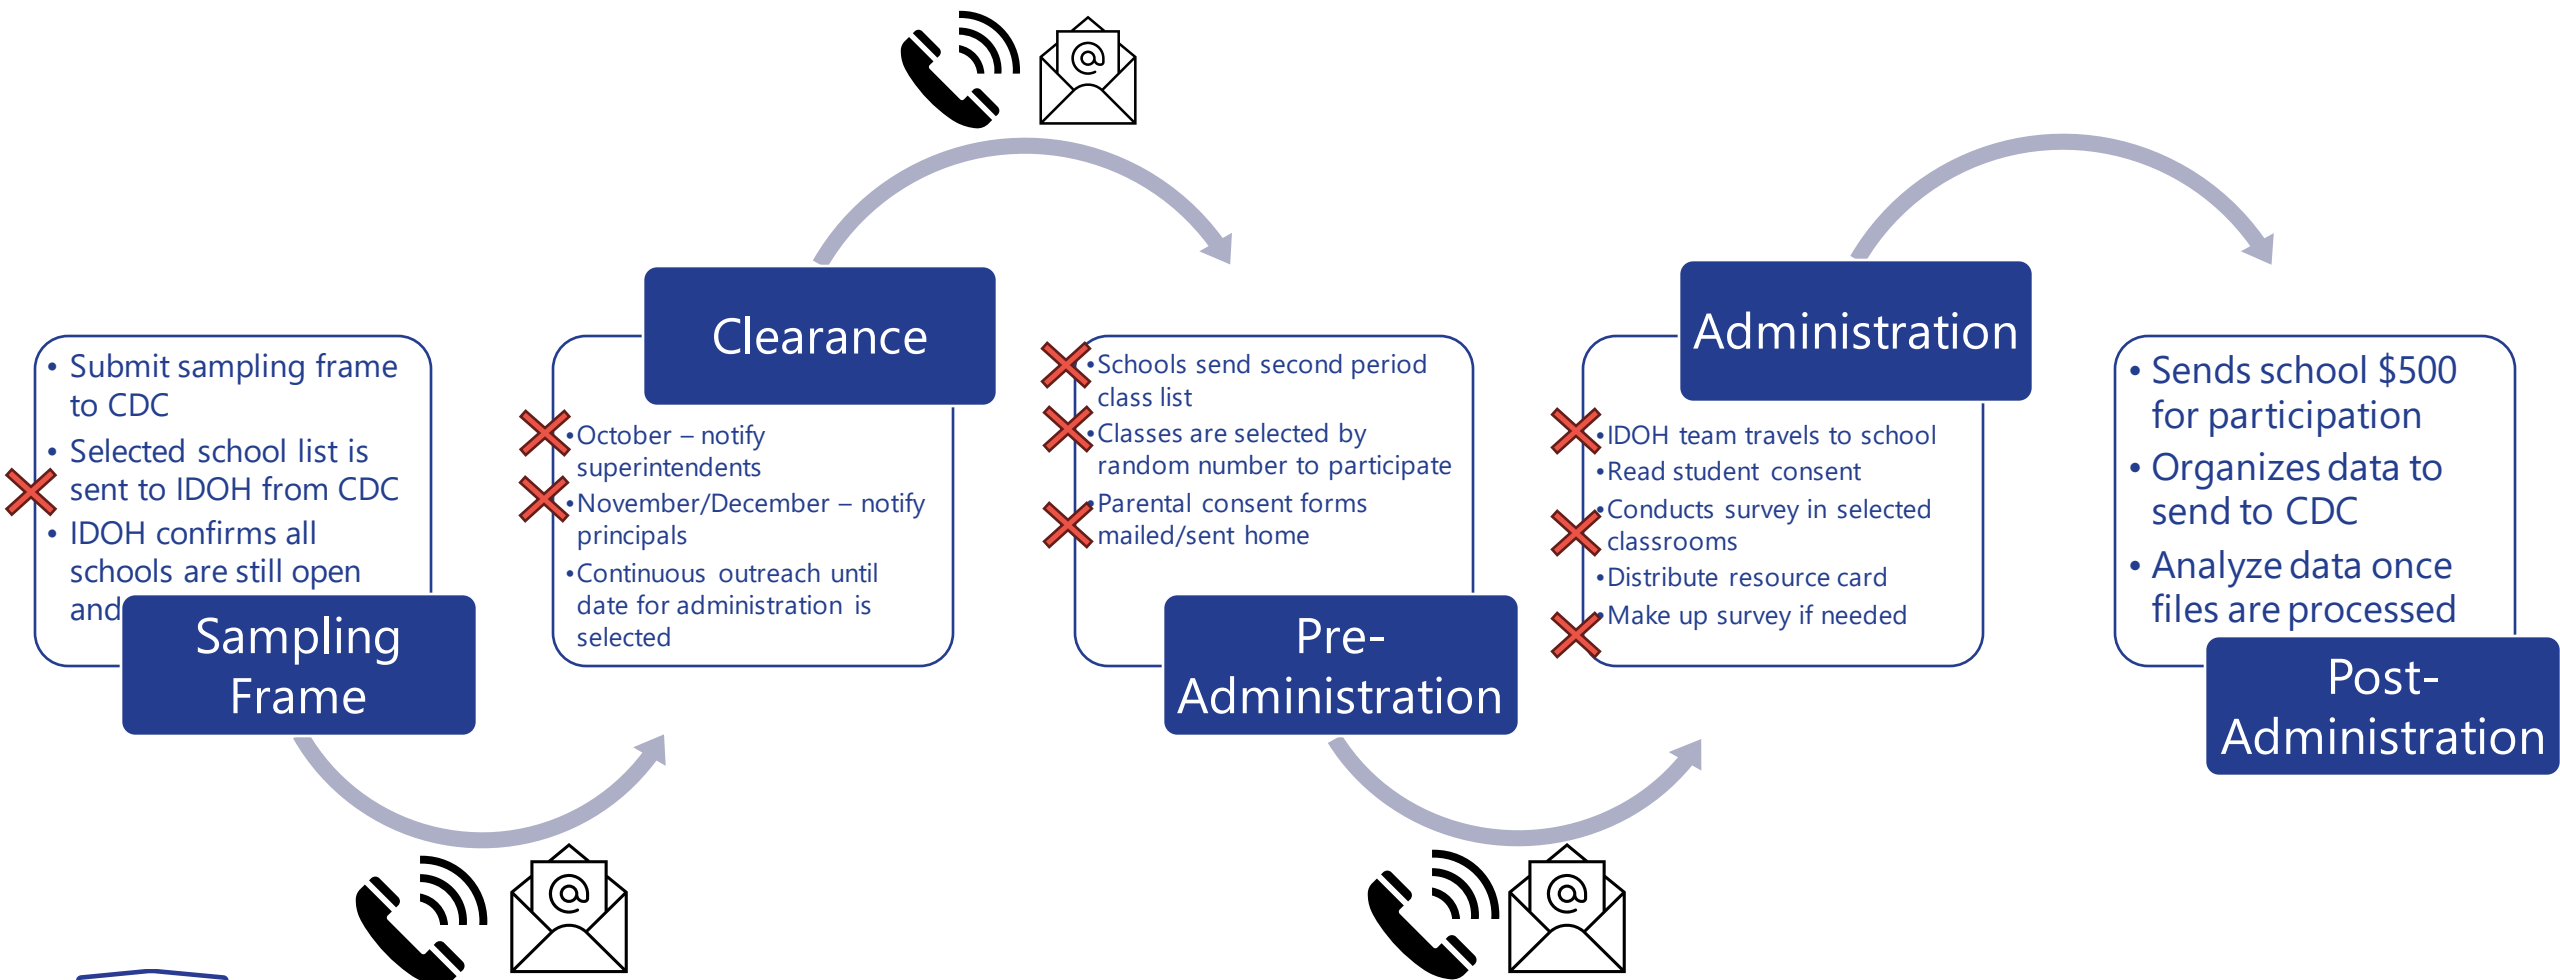 • Submit sampling frame
to CDC
• Selected school list is
sent to IDOH from CDC
• IDOH confirms all
schools are still open
and
Sampling
Frame
Clearance
•October – notify
superintendents
•November/December – notify
principals
•Continuous outreach until
date for administration is
selected
•Schools send second period
class list
•Classes are selected by
random number to participate
•Parental consent forms
mailed/sent home
Pre-
Administration
Administration
•IDOH team travels to school
•Read student consent
•Conducts survey in selected
classrooms
•Distribute resource card
•Make up survey if needed
• Sends school $500
for participation
• Organizes data to
send to CDC
• Analyze data once
files are processed
Post-
Administration
@
@
@